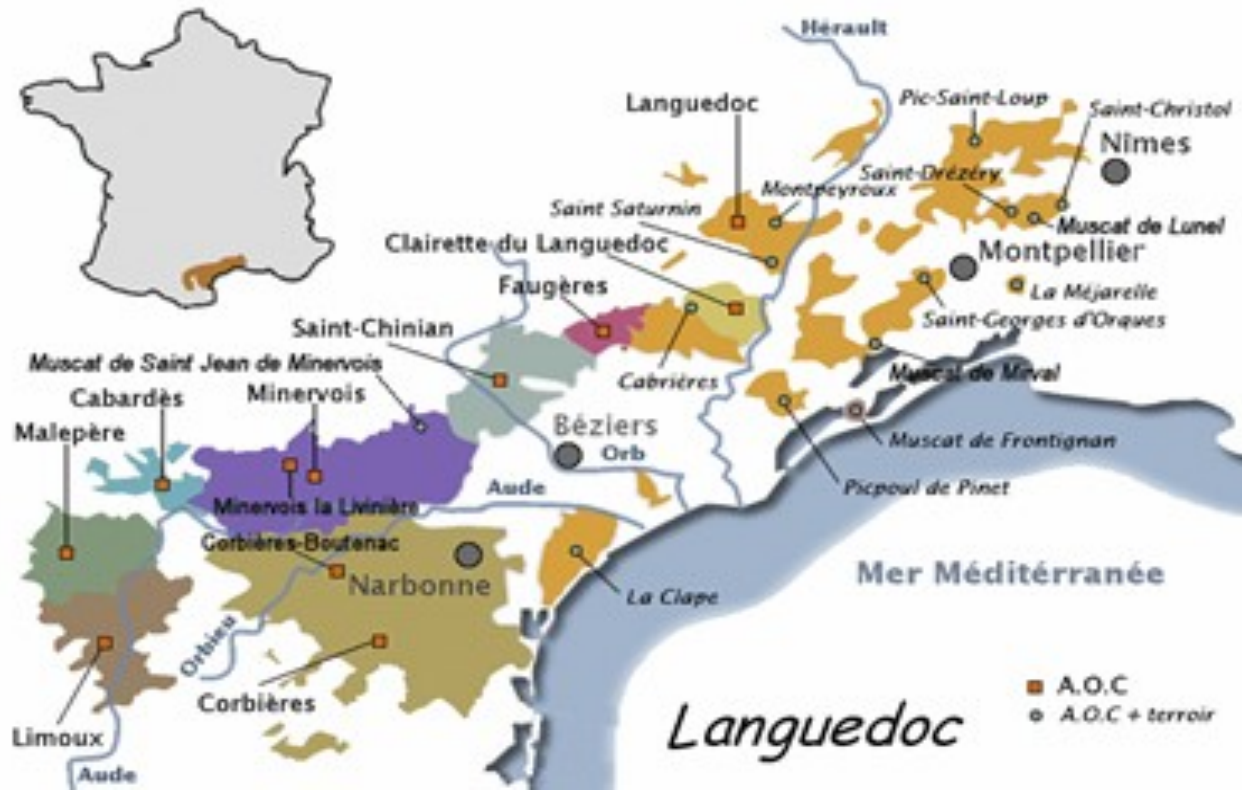 Hérault
Languedoc
Pic-Saint-Loup
Saint-Christol
Nîmes
Saint-Drézéry
Montpeyroux
Saint Saturnin
Muscat de Lunel
Clairette du Languedoc
Montpellier
Faugères
La Méjarelle
Saint-Chinian
Saint-Georges d'Orques
Muscat de Saint Jean de Minervois
Cabrières
Muscat de Mirval
Cabardès
Minervois
Malepère
Béziers
Orb
Muscat de Frontignan
Aude
Picpoul de Pinet
Minervois la Livinière
Corbières-Boutenac
Narbonne
Mer Méditérranée
La Clape
Orbieu
Corbières
Limoux
Aude
Languedoc
A.O.C
A.O.C + terroir